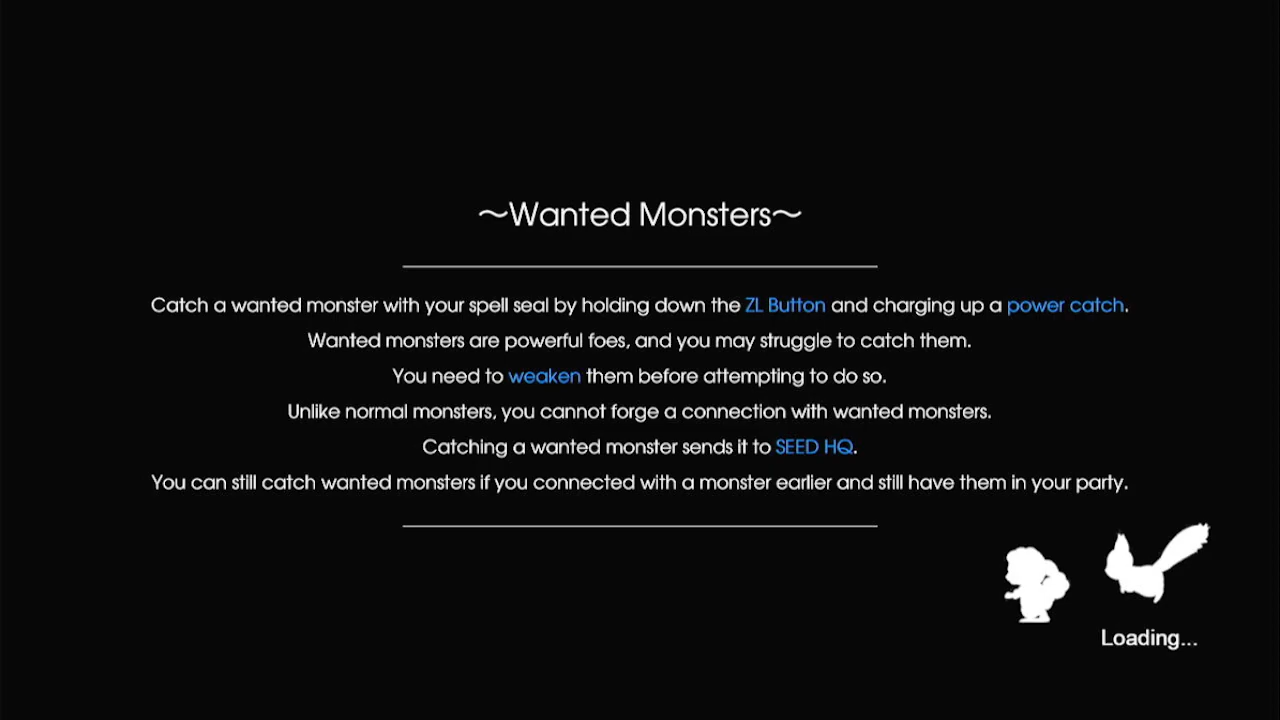 ～Wanted Monsters～
Catch a wanted monster with your spell seal by holding down the ZL Button and charging up a power catch.
Wanted monsters are powerful foes, and you may struggle to catch them.
You need to weaken them before attempting to do so.
Unlike normal monsters, you cannot forge a connection with wanted monsters.
Catching a wanted monster sends it to SEED HQ.
You can still catch wanted monsters if you connected with a monster earlier and still have them in your party.
Loading...